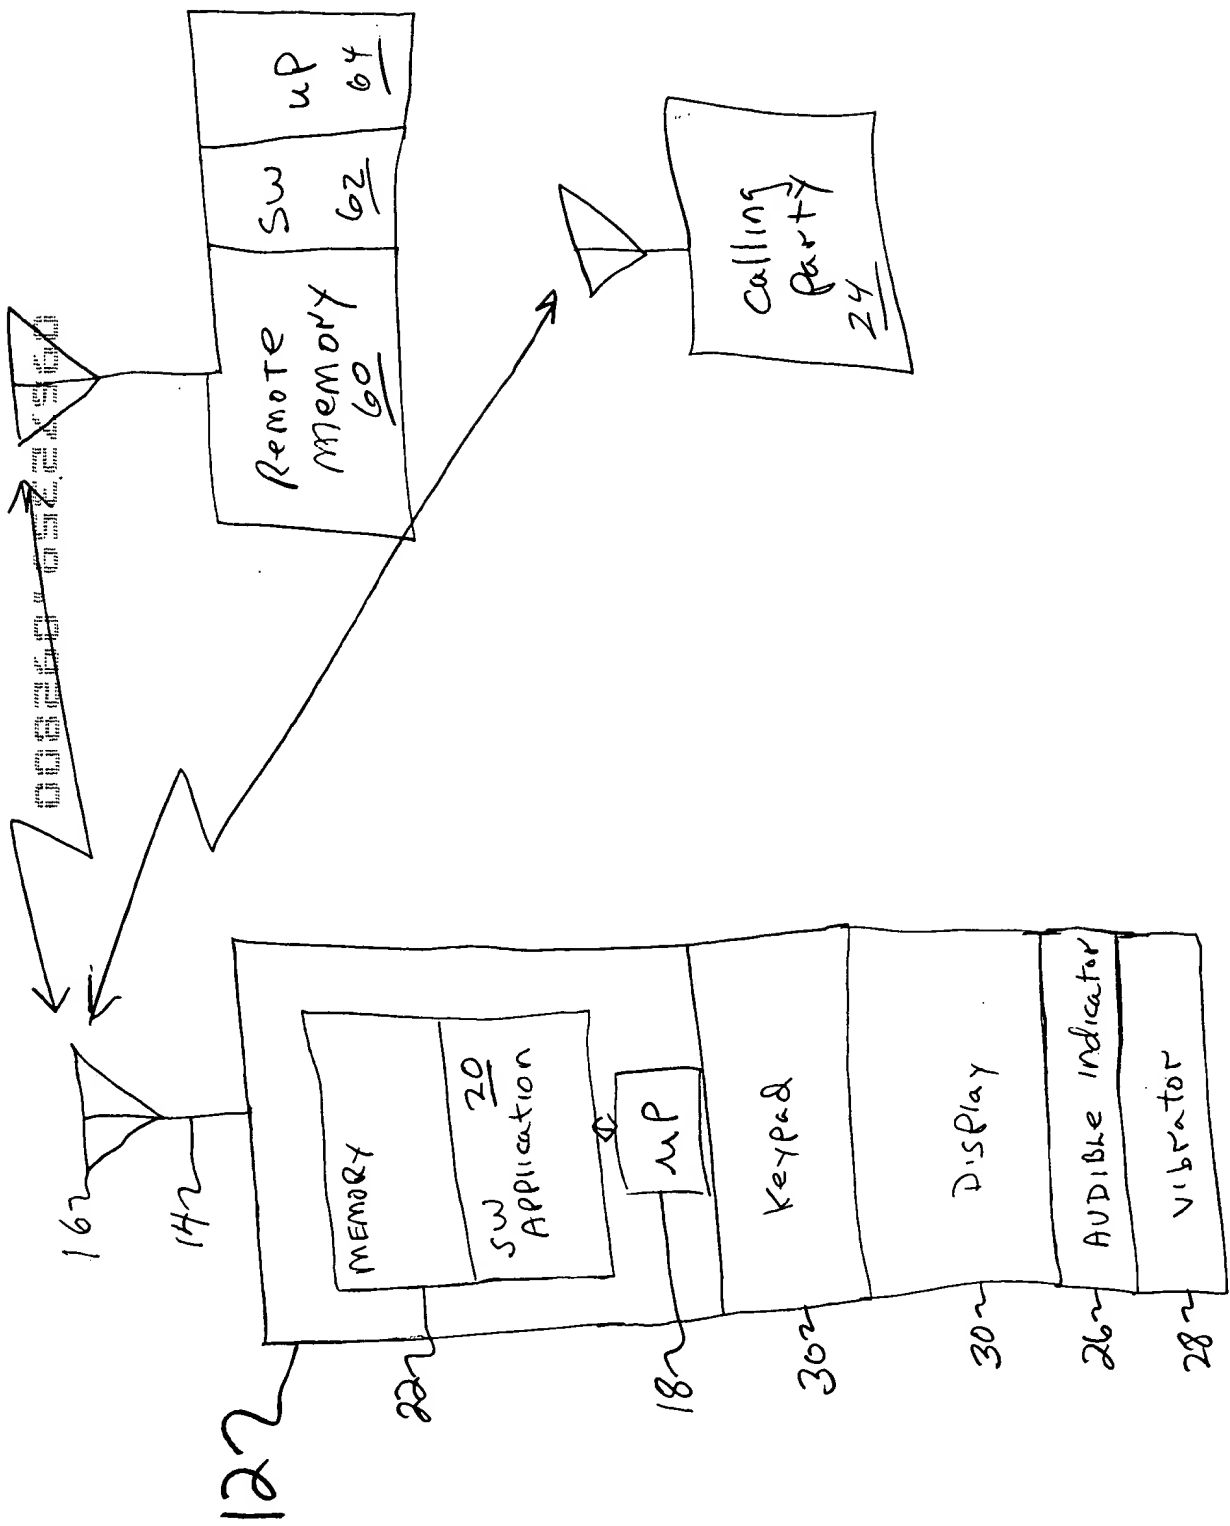 16
14
12
22
MEMORY
20
SW
APPLication
18
uP
30
Keypad
30
Display
26
AUDIBLe Indicator
28
Vibrator
Remote
memory
60
SW
62
uP
64
Calling
Party
24